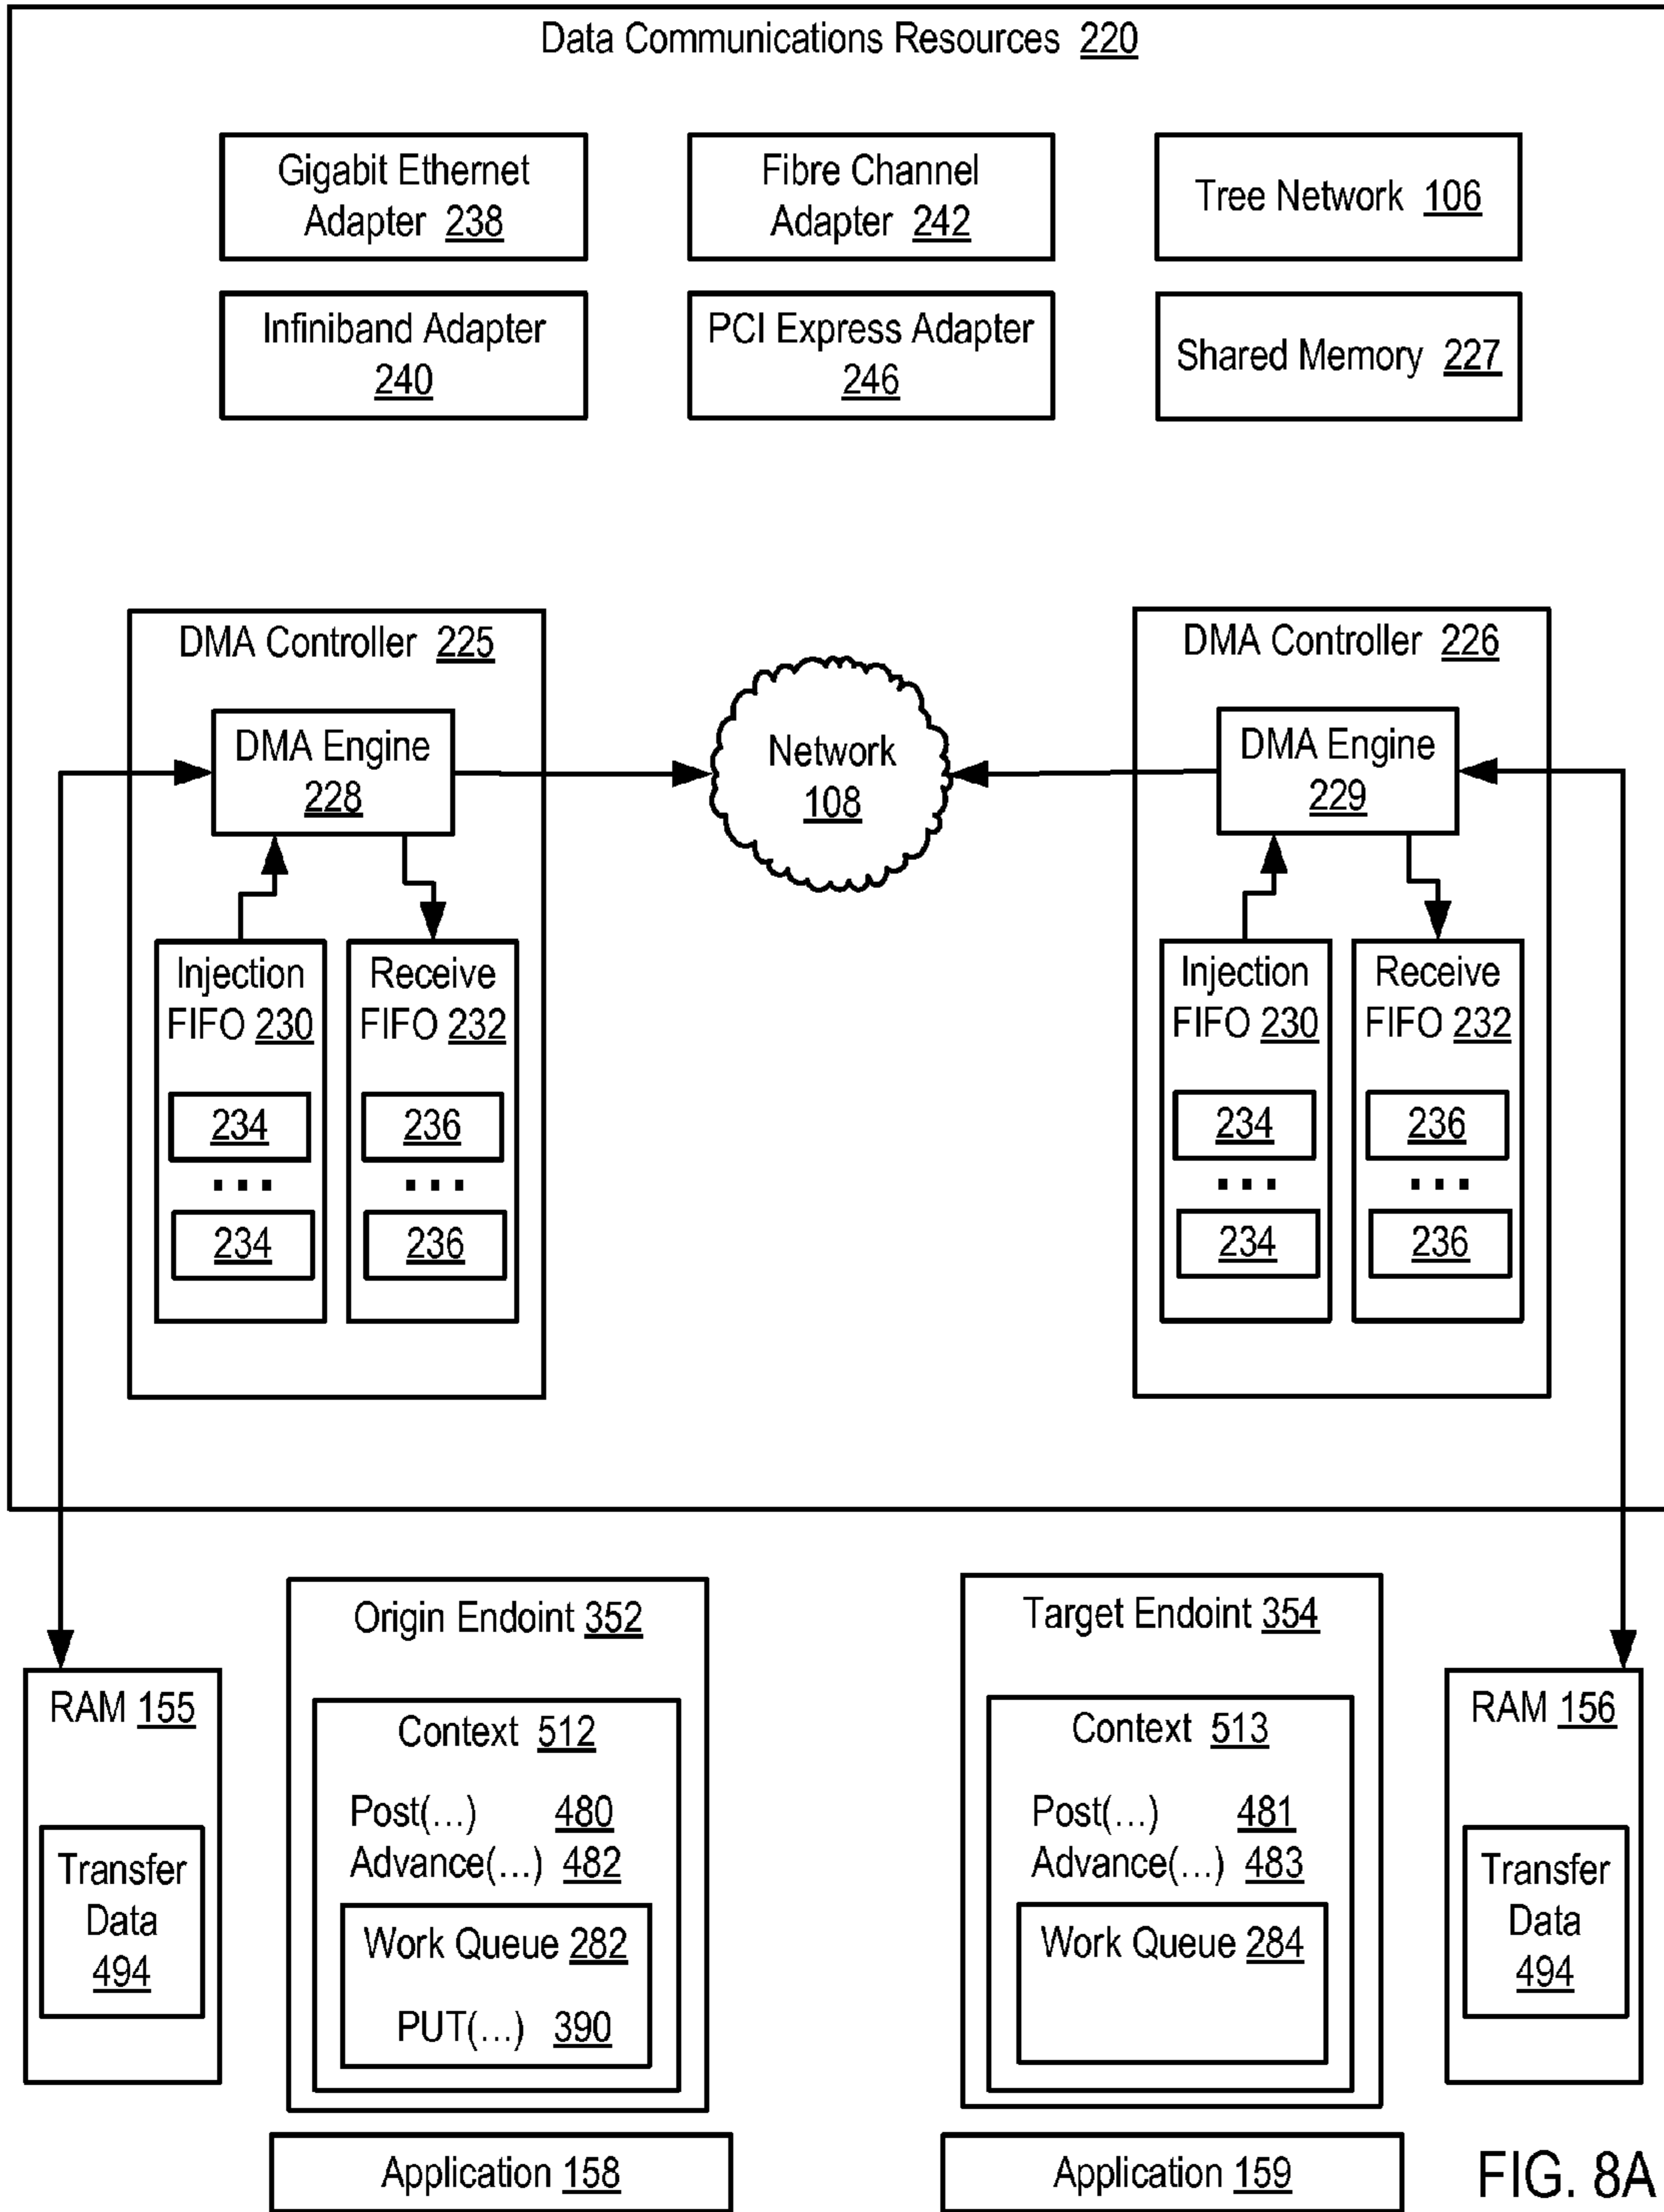 Data Communications Resources 220
Gigabit Ethernet
Adapter 238
Fibre Channel
Adapter 242
Tree Network 106
Infiniband Adapter
240
PCI Express Adapter
246
Shared Memory 227
DMA Controller 225
DMA Engine
228
Injection
FIFO 230
234
...
234
Receive
FIFO 232
236
...
236
Network
108
DMA Controller 226
DMA Engine
229
Injection
FIFO 230
234
...
234
Receive
FIFO 232
236
...
236
RAM 155
Transfer
Data
494
Origin Endoint 352
Context 512
Post(...) 480
Advance(...) 482
Work Queue 282
PUT(...) 390
Target Endoint 354
Context 513
Post(...) 481
Advance(...) 483
Work Queue 284
RAM 156
Transfer
Data
494
Application 158
Application 159
FIG. 8A